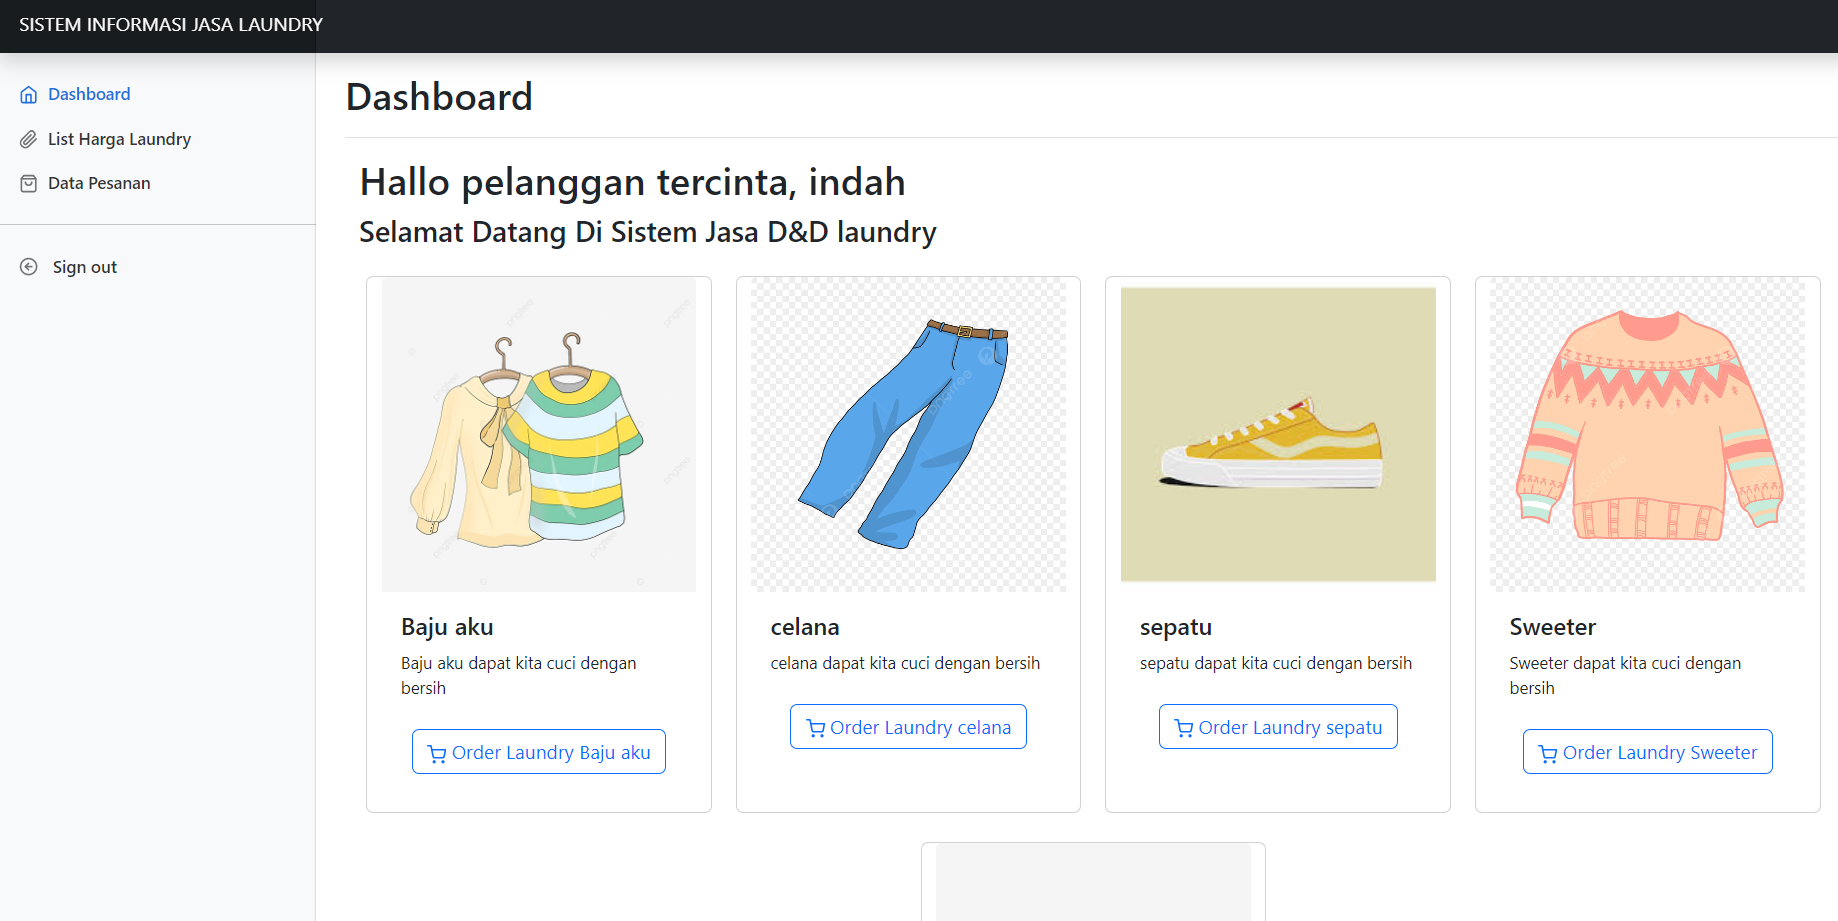 SISTEM INFORMASI JASA LAUNDRY
Dashboard
List Harga Laundry
Data Pesanan
Sign out
Dashboard
Hallo pelanggan tercinta, indah
Selamat Datang Di Sistem Jasa D&D laundry
Baju aku
Baju aku dapat kita cuci dengan
bersih
Order Laundry Baju aku
celana
celana dapat kita cuci dengan bersih
Order Laundry celana
sepatu
sepatu dapat kita cuci dengan bersih
Order Laundry sepatu
Sweeter
Sweeter dapat kita cuci dengan
bersih
Order Laundry Sweeter